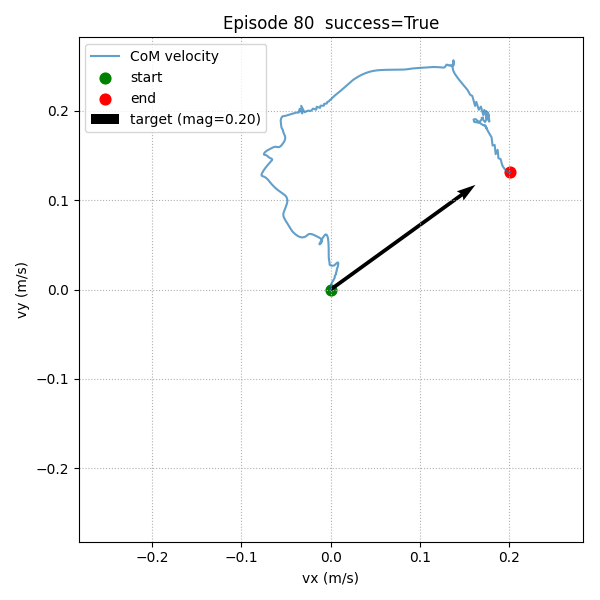 Episode 80  success=True
CoM velocity
start
end
target (mag=0.20)
vy (m/s)
0.2
0.1
0.0
−0.1
−0.2
−0.2
−0.1
0.0
0.1
0.2
vx (m/s)